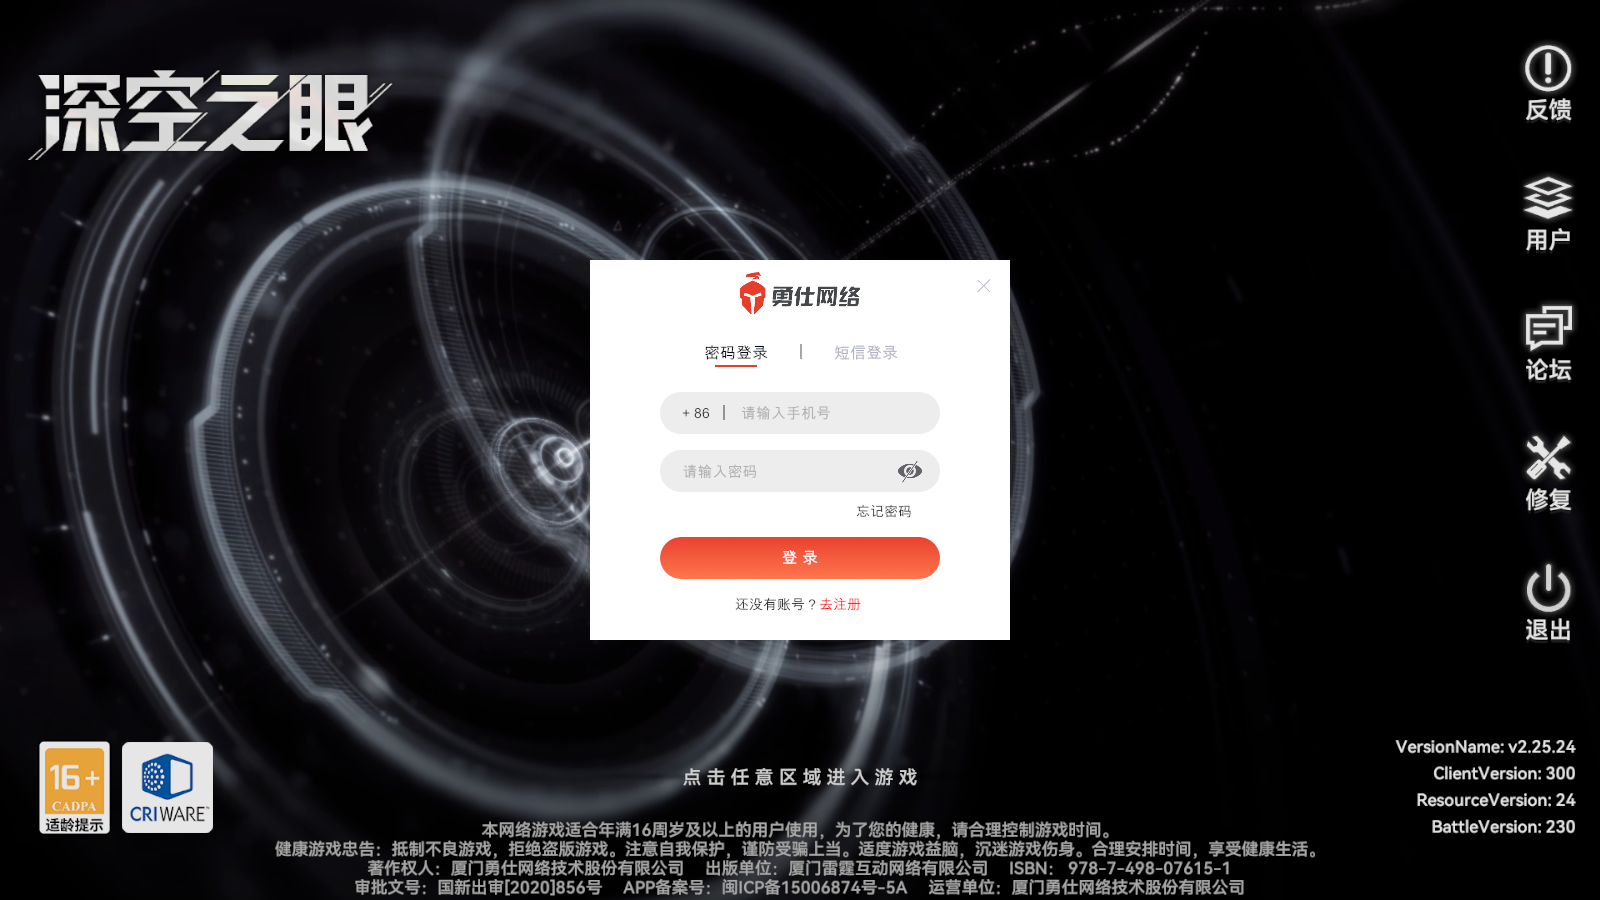 深空之眼
反馈
用户
论坛
修复
退出
勇仕网络
密码登录 | 短信登录
+ 86 | 请输入手机号
请输入密码
忘记密码
登 录
还没有账号？去注册
VersionName: v2.25.24
ClientVersion: 300
ResourceVersion: 24
BattleVersion: 230
16+
CADPA
适龄提示
CRIWARE™
点击任意区域进入游戏
本网络游戏适合年满16周岁及以上的用户使用，为了您的健康，请合理控制游戏时间。
健康游戏忠告：抵制不良游戏，拒绝盗版游戏。注意自我保护，谨防受骗上当。适度游戏益脑，沉迷游戏伤身。合理安排时间，享受健康生活。
著作权人：厦门勇仕网络技术股份有限公司 出版单位：厦门雷霆互动网络有限公司 ISBN： 978-7-498-07615-1
审批文号：国新出审[2020]856号 APP备案号：闽ICP备15006874号-5A 运营单位：厦门勇仕网络技术股份有限公司